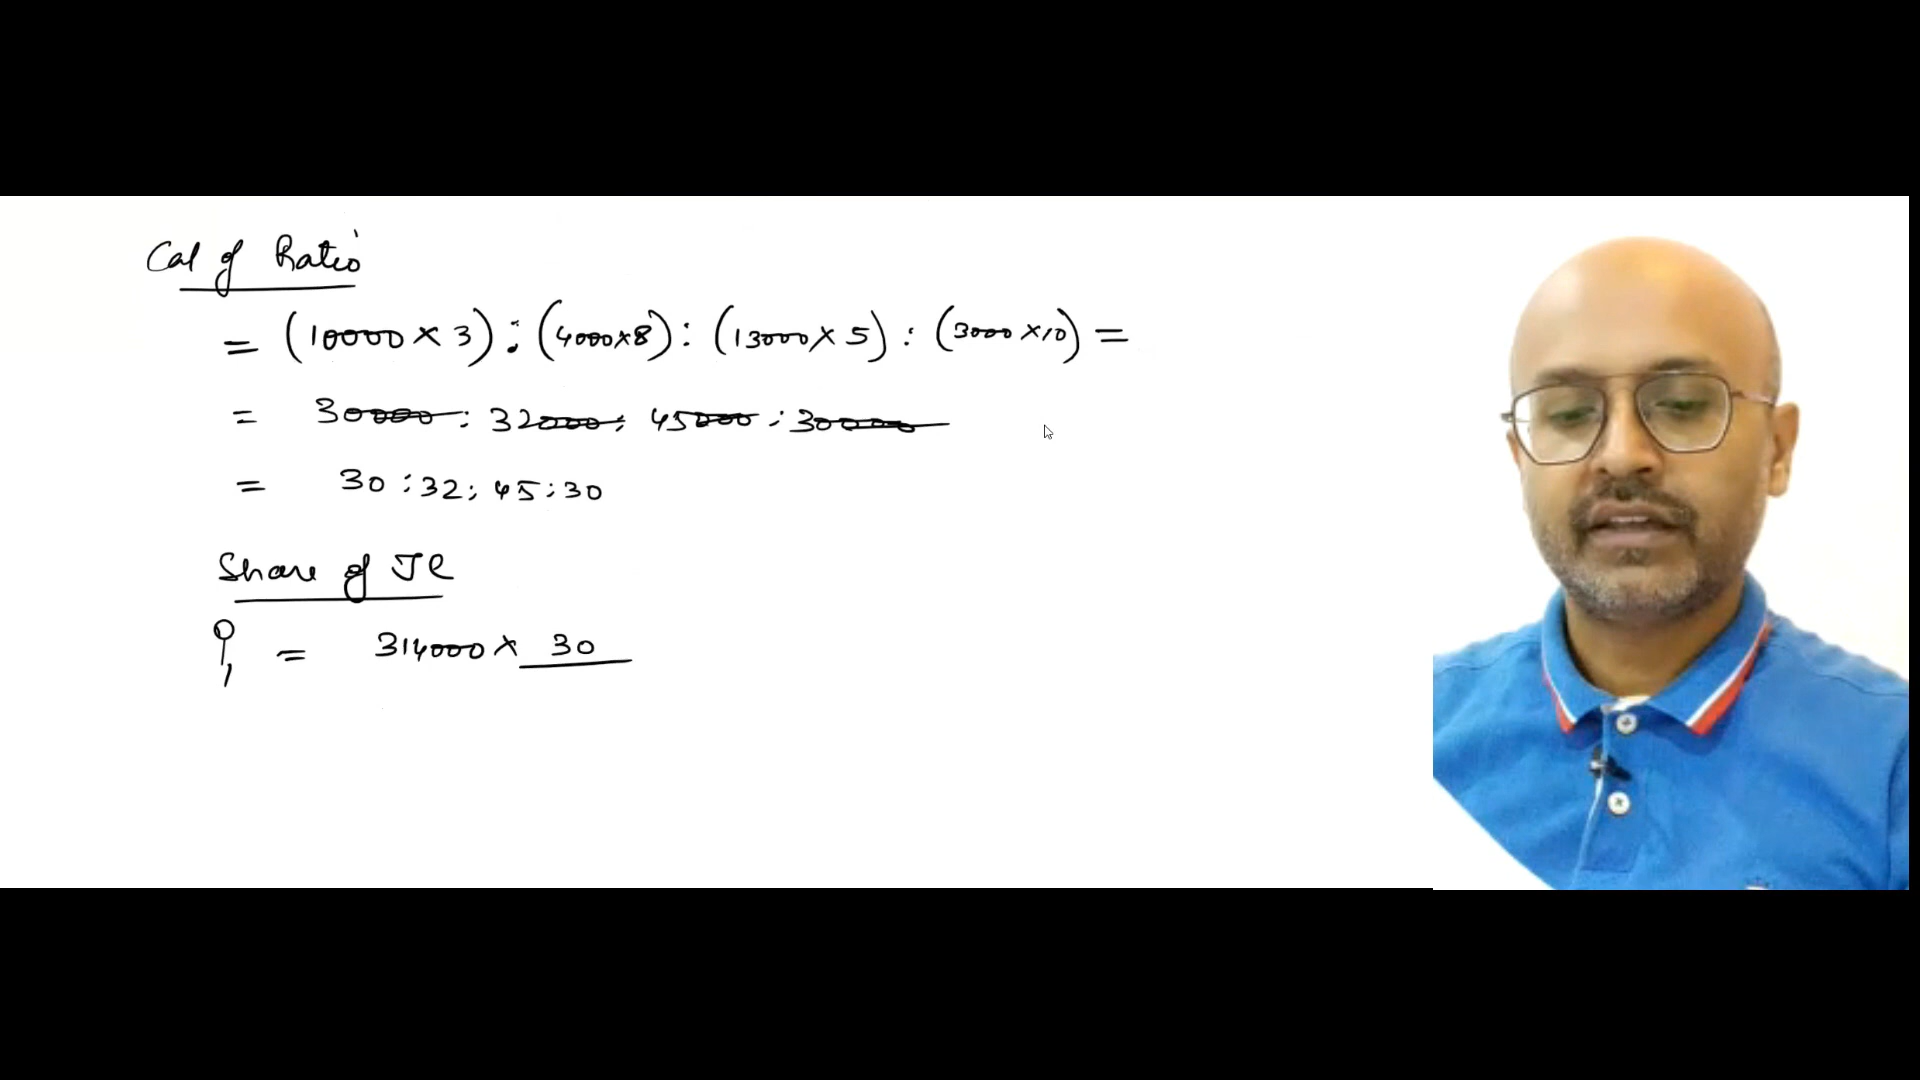 Cal of Ratio
= (10000 × 3) : (4000×8) : (13000 × 5) : (3000 ×10) =
= 30000 : 32000 : 45000 : 30000
= 30 : 32 : 45 : 30
Share of JC
= 314000 × 30